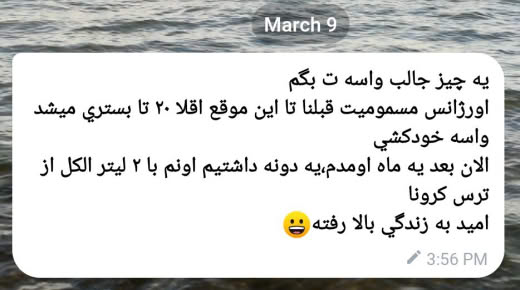 March 9
یه چیز جالب واسه ت بگم
اورژانس مسمومیت قبلنا تا این موقع اقلا ۲۰ تا بستري میشد
واسه خودکشي
الان بعد یه ماه اومدم،یه دونه داشتیم اونم با ۲ لیتر الکل از
ترس کرونا
امید به زندگي بالا رفته😀
3:56 PM